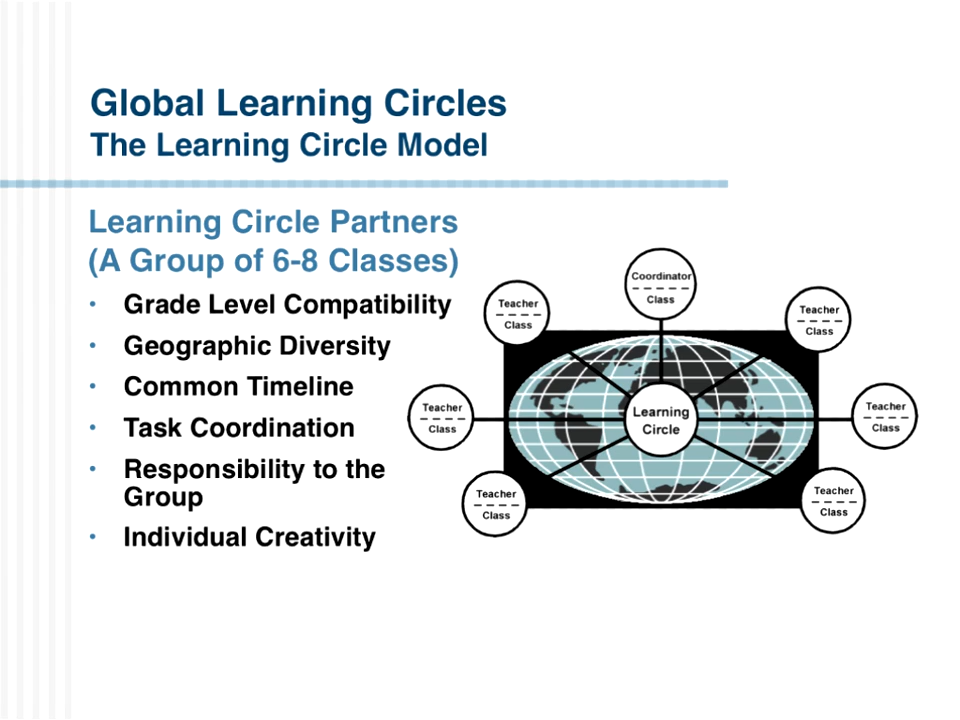 Global Learning Circles
The Learning Circle Model
Learning Circle Partners
(A Group of 6-8 Classes)
• Grade Level Compatibility
• Geographic Diversity
• Common Timeline
• Task Coordination
• Responsibility to the
Group
• Individual Creativity
Coordinator
Class
Teacher
Class
Teacher
Class
Teacher
Class
Learning
Circle
Teacher
Class
Teacher
Class
Teacher
Class